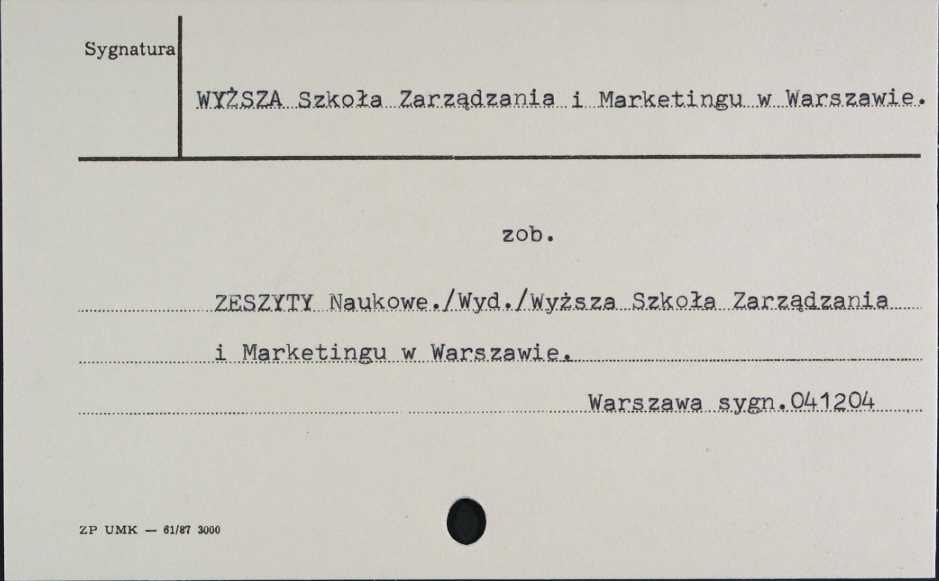 Sygnatura
WYŻSZA Szkoła Zarządzania i Marketingu w Warszawie.
zob.
ZESZYTY Naukowe./Wyd./Wyższa Szkoła Zarządzania
i Marketingu w Warszawie.
Warszawa sygn.041204
ZP UMK — 61/87 3000